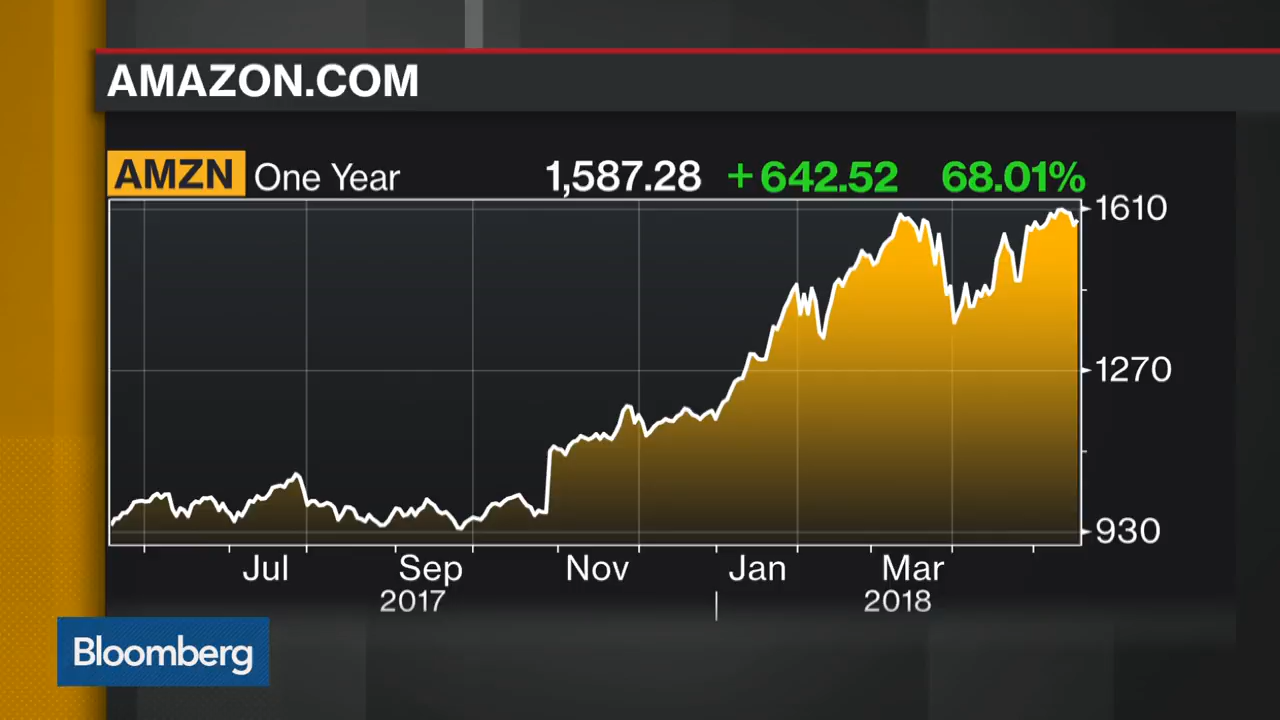 AMAZON.COM
AMZN One Year 1,587.28 +642.52 68.01%
1610
1270
930
Jul Sep Nov Jan Mar
2017 2018
Bloomberg